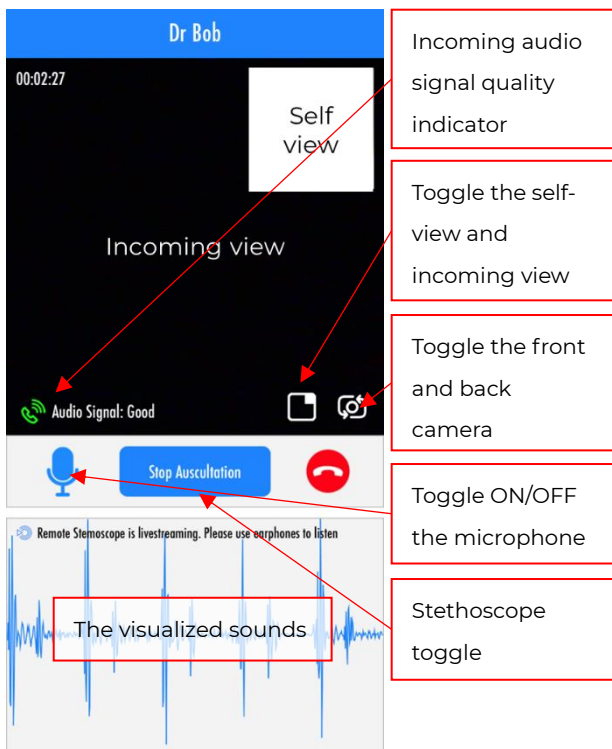 Dr Bob
00:02:27
Self
view
Incoming view
Audio Signal: Good
Stop Auscultation
Remote Stemoscope is livestreaming. Please use earphones to listen
The visualized sounds
Incoming audio
signal quality
indicator
Toggle the self-
view and
incoming view
Toggle the front
and back
camera
Toggle ON/OFF
the microphone
Stethoscope
toggle